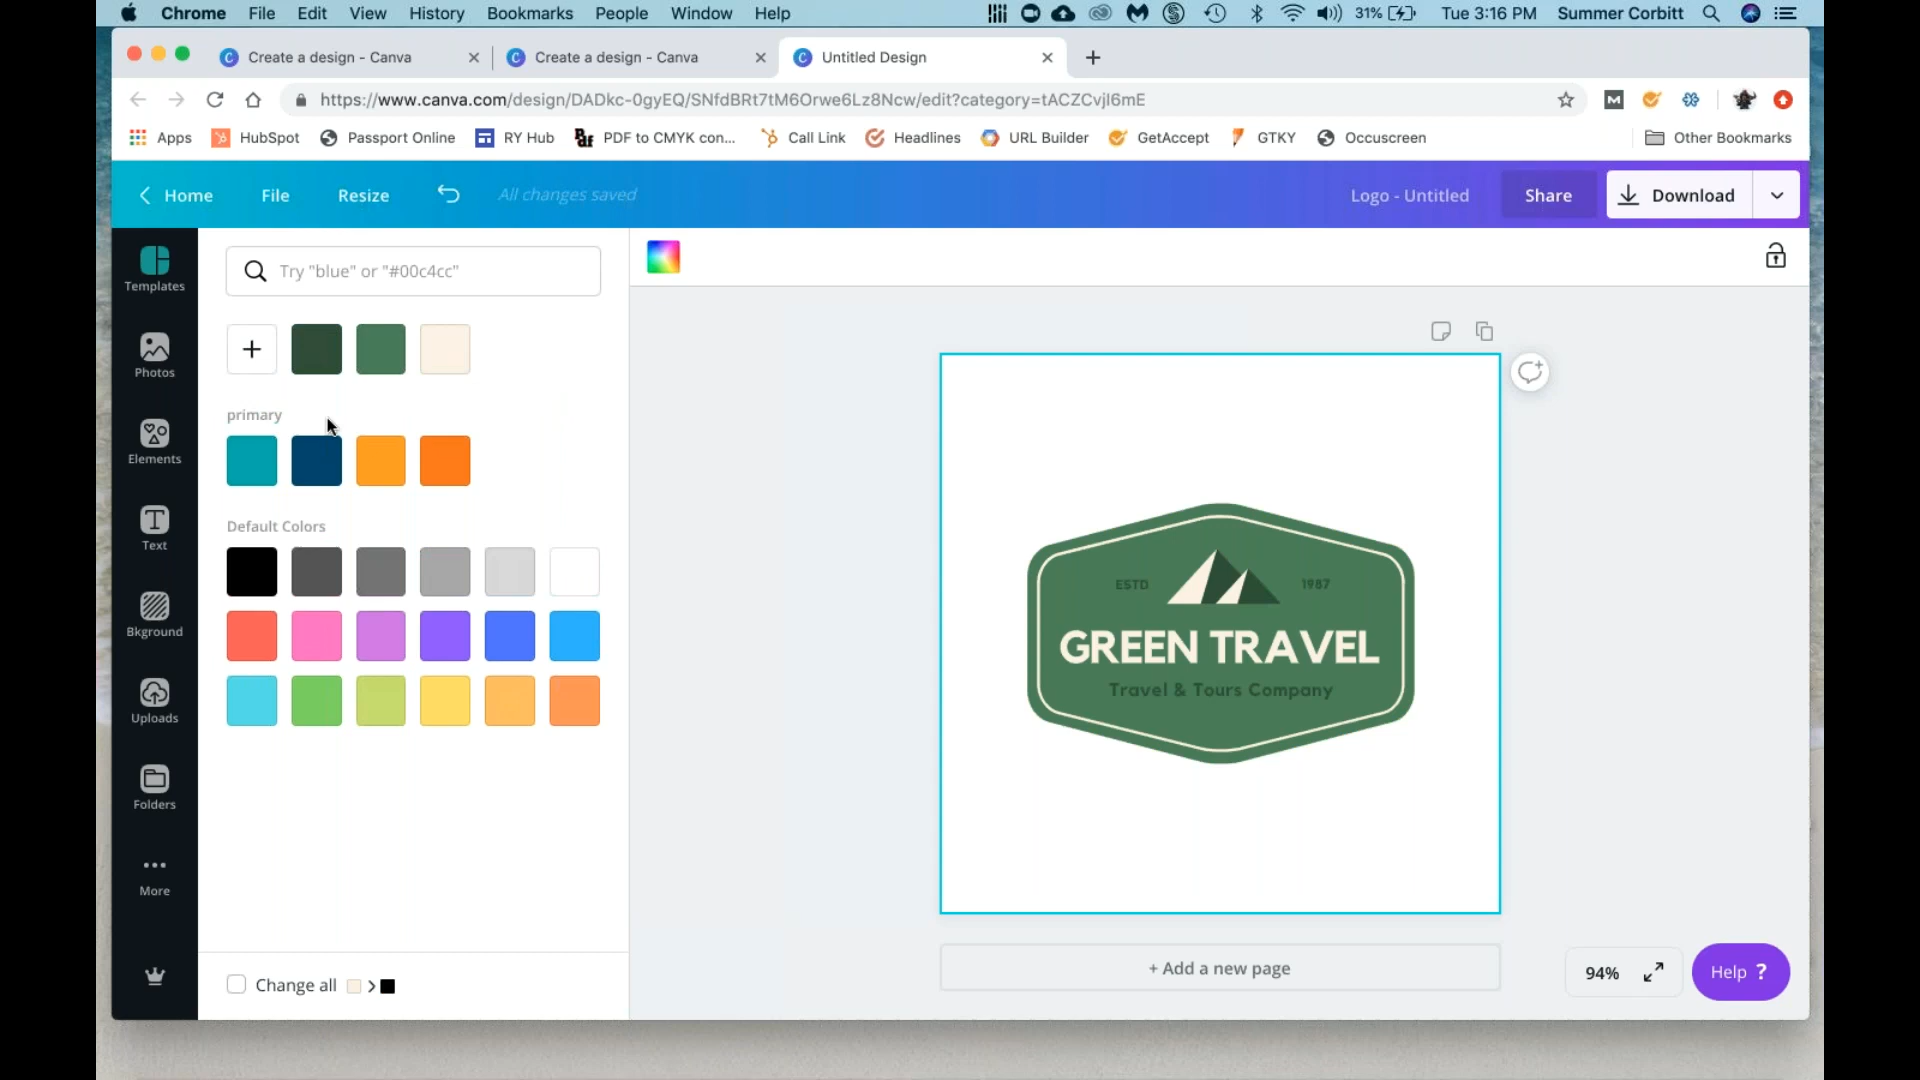 Chrome File Edit View History Bookmarks People Window Help 31% Tue 3:16 PM Summer Corbitt
Create a design - Canva Create a design - Canva Untitled Design
https://www.canva.com/design/DADkc-0gyEQ/SNfdBRt7tM6Orwe6Lz8Ncw/edit?category=tACZCvjI6mE
Apps HubSpot Passport Online RY Hub PDF to CMYK con... Call Link Headlines URL Builder GetAccept GTKY Occuscreen Other Bookmarks
Home File Resize All changes saved Logo - Untitled Share Download
Templates
Photos
Elements
Text
Bkground
Uploads
Folders
More
Try "blue" or "#00c4cc"
primary
Default Colors
Change all
ESTD 1987
GREEN TRAVEL
Travel & Tours Company
+ Add a new page
94%
Help ?